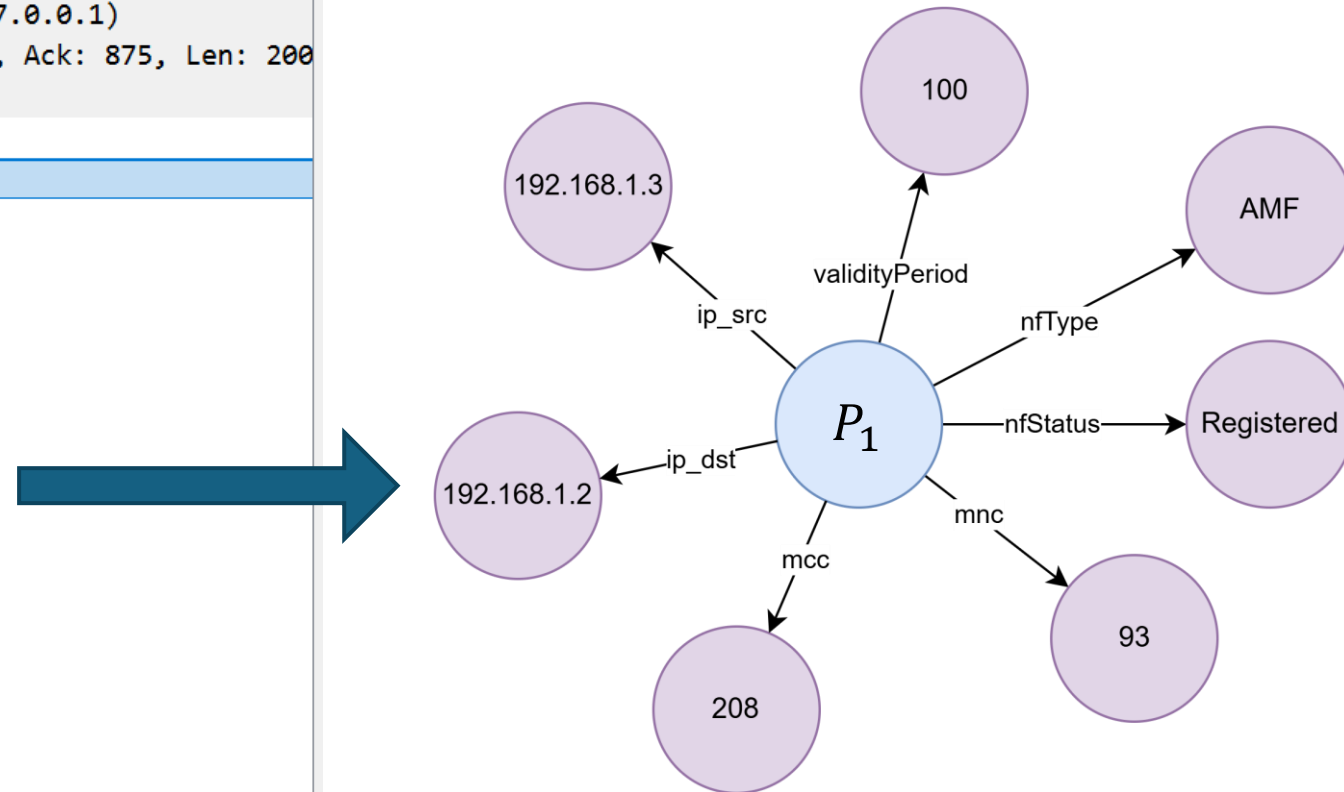 7.0.0.1)
, Ack: 875, Len: 200
100
192.168.1.3
AMF
validityPeriod
ip_src
nfType
P1
nfStatus
Registered
ip_dst
192.168.1.2
mnc
mcc
93
208